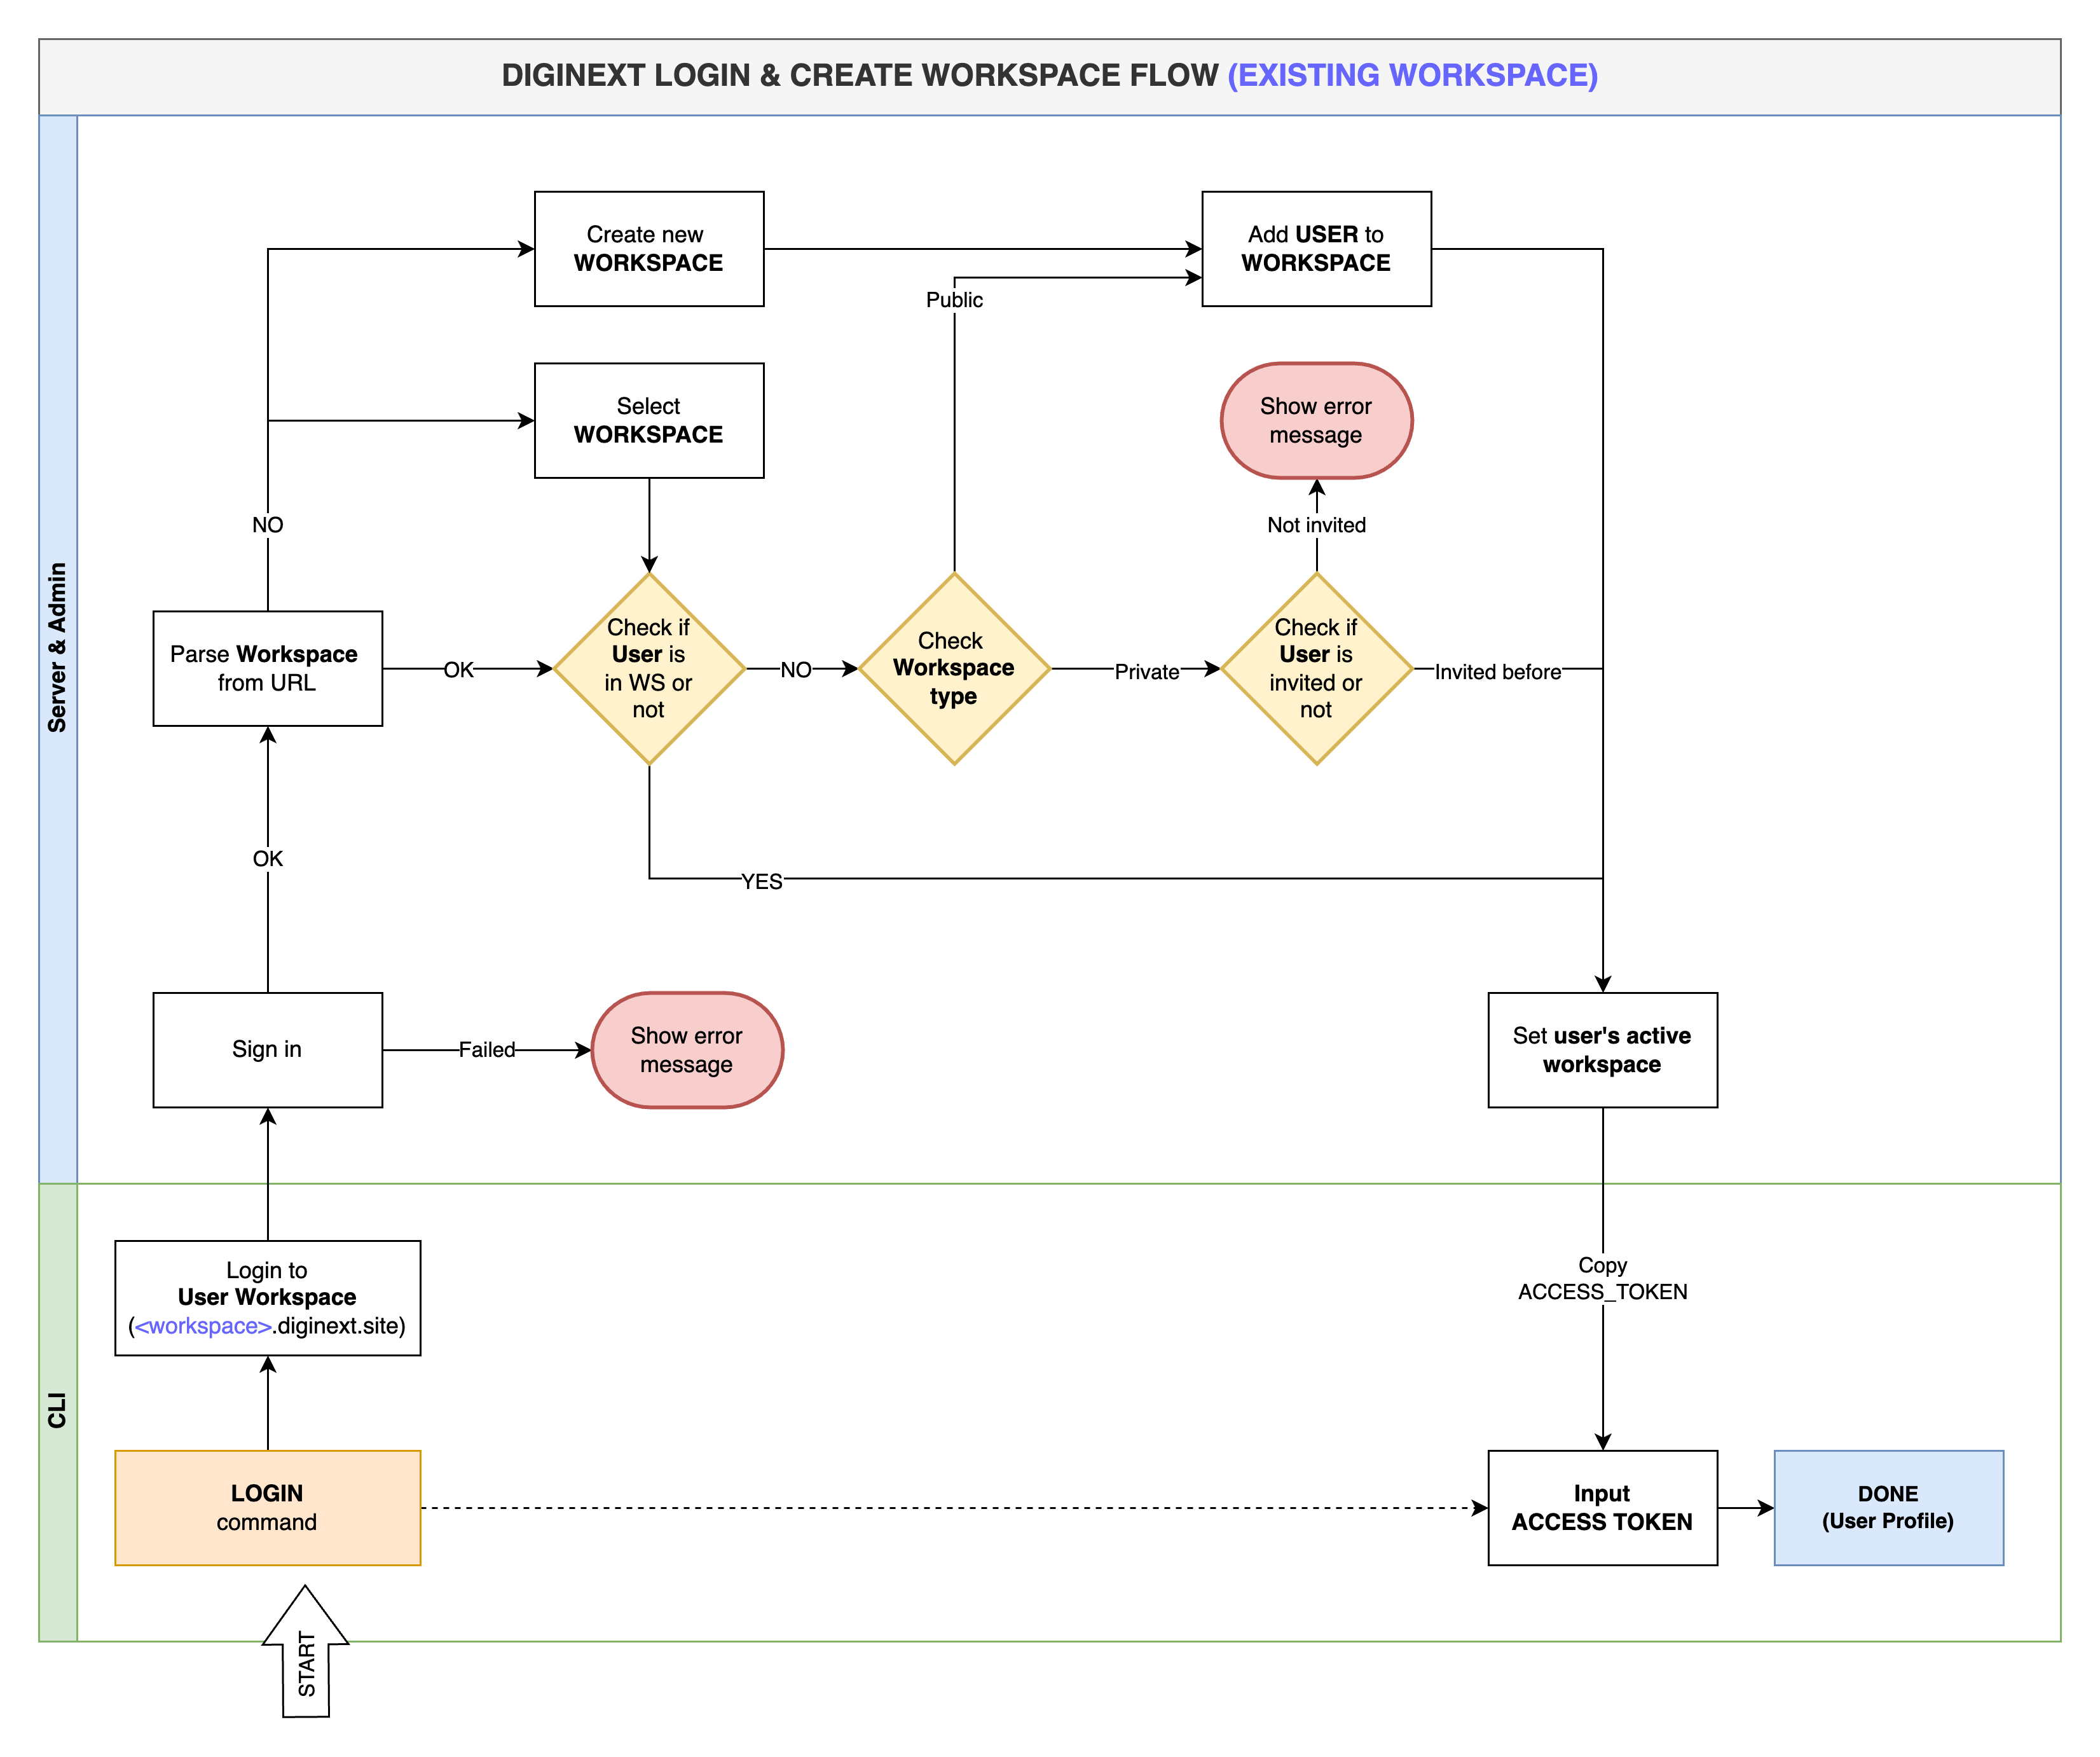 DIGINEXT LOGIN & CREATE WORKSPACE FLOW (EXISTING WORKSPACE)
Server & Admin
Create new
WORKSPACE
Add USER to
WORKSPACE
Public
Select
WORKSPACE
Show error
message
NO
Not invited
Parse Workspace
from URL
OK
Check if
User is
in WS or
not
NO
Check
Workspace
type
Private
Check if
User is
invited or
not
Invited before
OK
YES
Sign in
Failed
Show error
message
Set user's active
workspace
CLI
Login to
User Workspace
(<workspace>.diginext.site)
Copy
ACCESS_TOKEN
LOGIN
command
Input
ACCESS TOKEN
DONE
(User Profile)
START